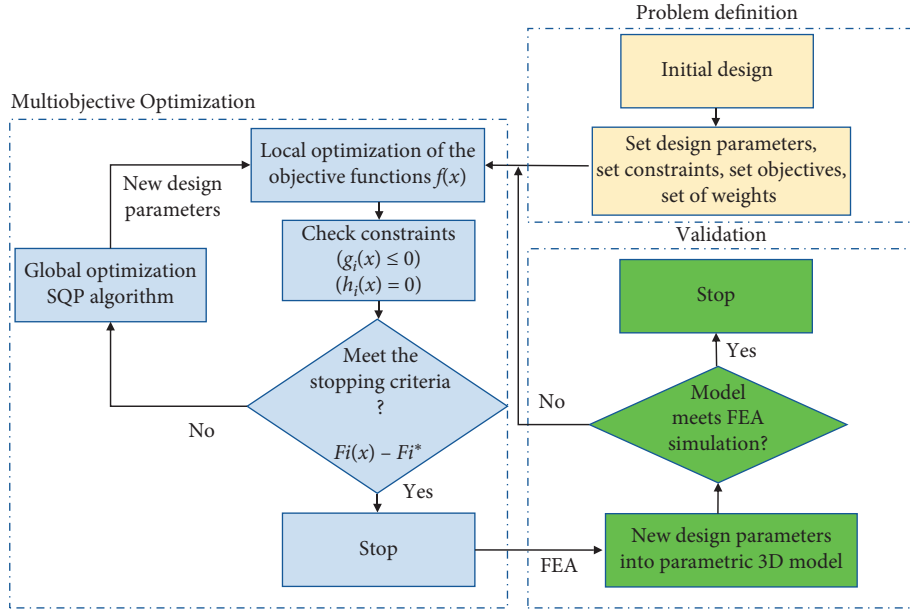 Problem definition
Initial design
Set design parameters,
set constraints, set objectives,
set of weights
Multiobjective Optimization
Local optimization of the
objective functions f(x)
New design
parameters
Check constraints
(gi(x) ≤ 0)
(hi(x) = 0)
Global optimization
SQP algorithm
Meet the
stopping criteria
?
Fi(x) – Fi*
No
Yes
Stop
FEA
Validation
Stop
Yes
Model
meets FEA
simulation?
No
New design parameters
into parametric 3D model